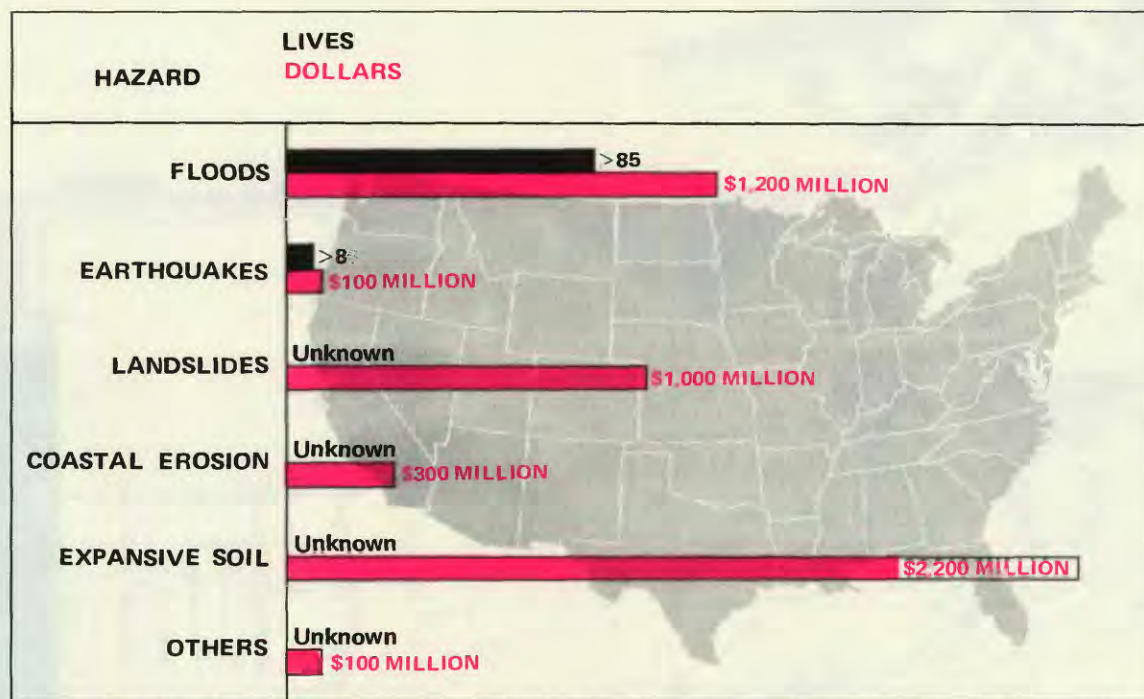 HAZARD
LIVES
DOLLARS
FLOODS
>85
$1,200 MILLION
EARTHQUAKES
>8
$100 MILLION
LANDSLIDES
Unknown
$1,000 MILLION
COASTAL EROSION
Unknown
$300 MILLION
EXPANSIVE SOIL
Unknown
$2,200 MILLION
OTHERS
Unknown
$100 MILLION